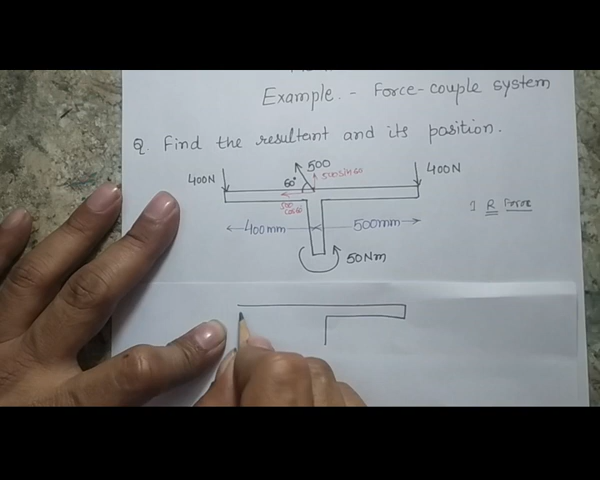 Example. - Force-couple system
Q. Find the resultant and its position.
400N
500
500 sin 60
60°
400N
500 cos 60
1 R Force
400mm
500mm
50Nm